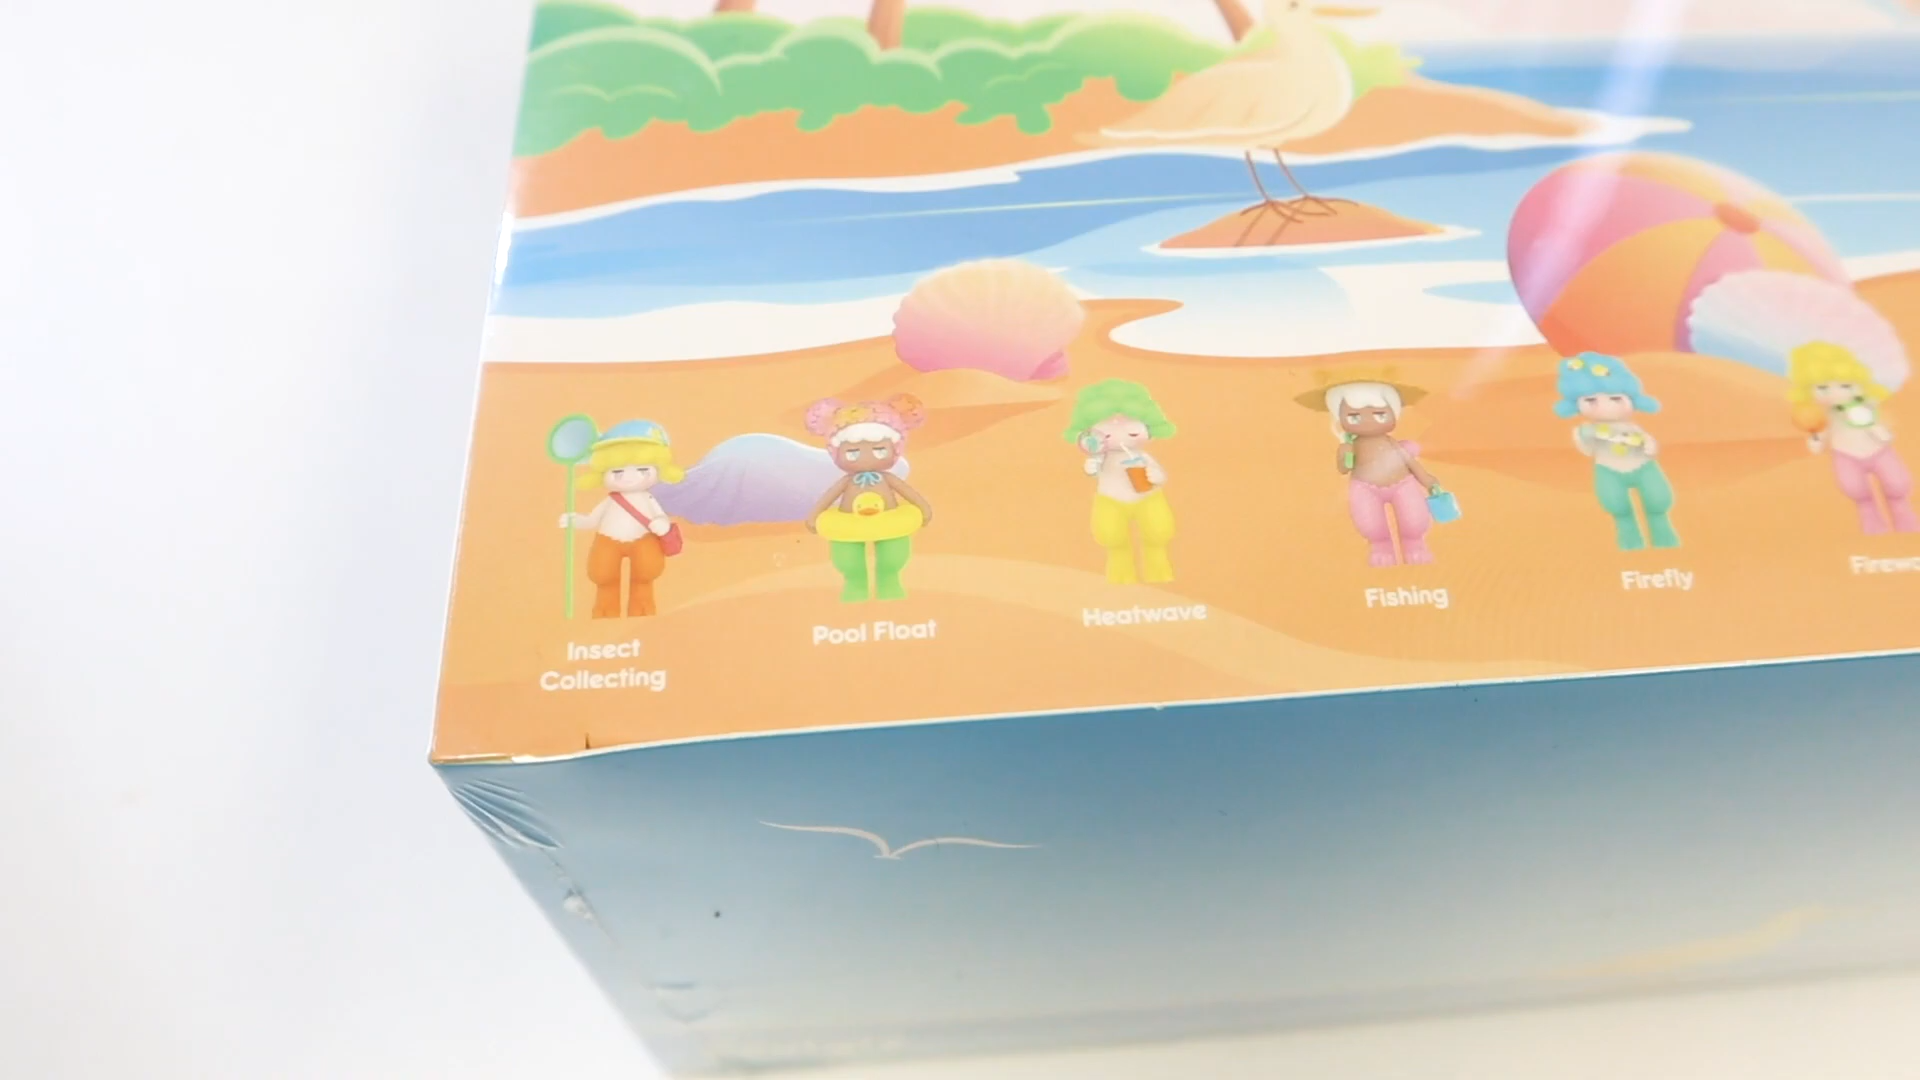 Insect
Collecting
Pool Float
Heatwave
Fishing
Firefly